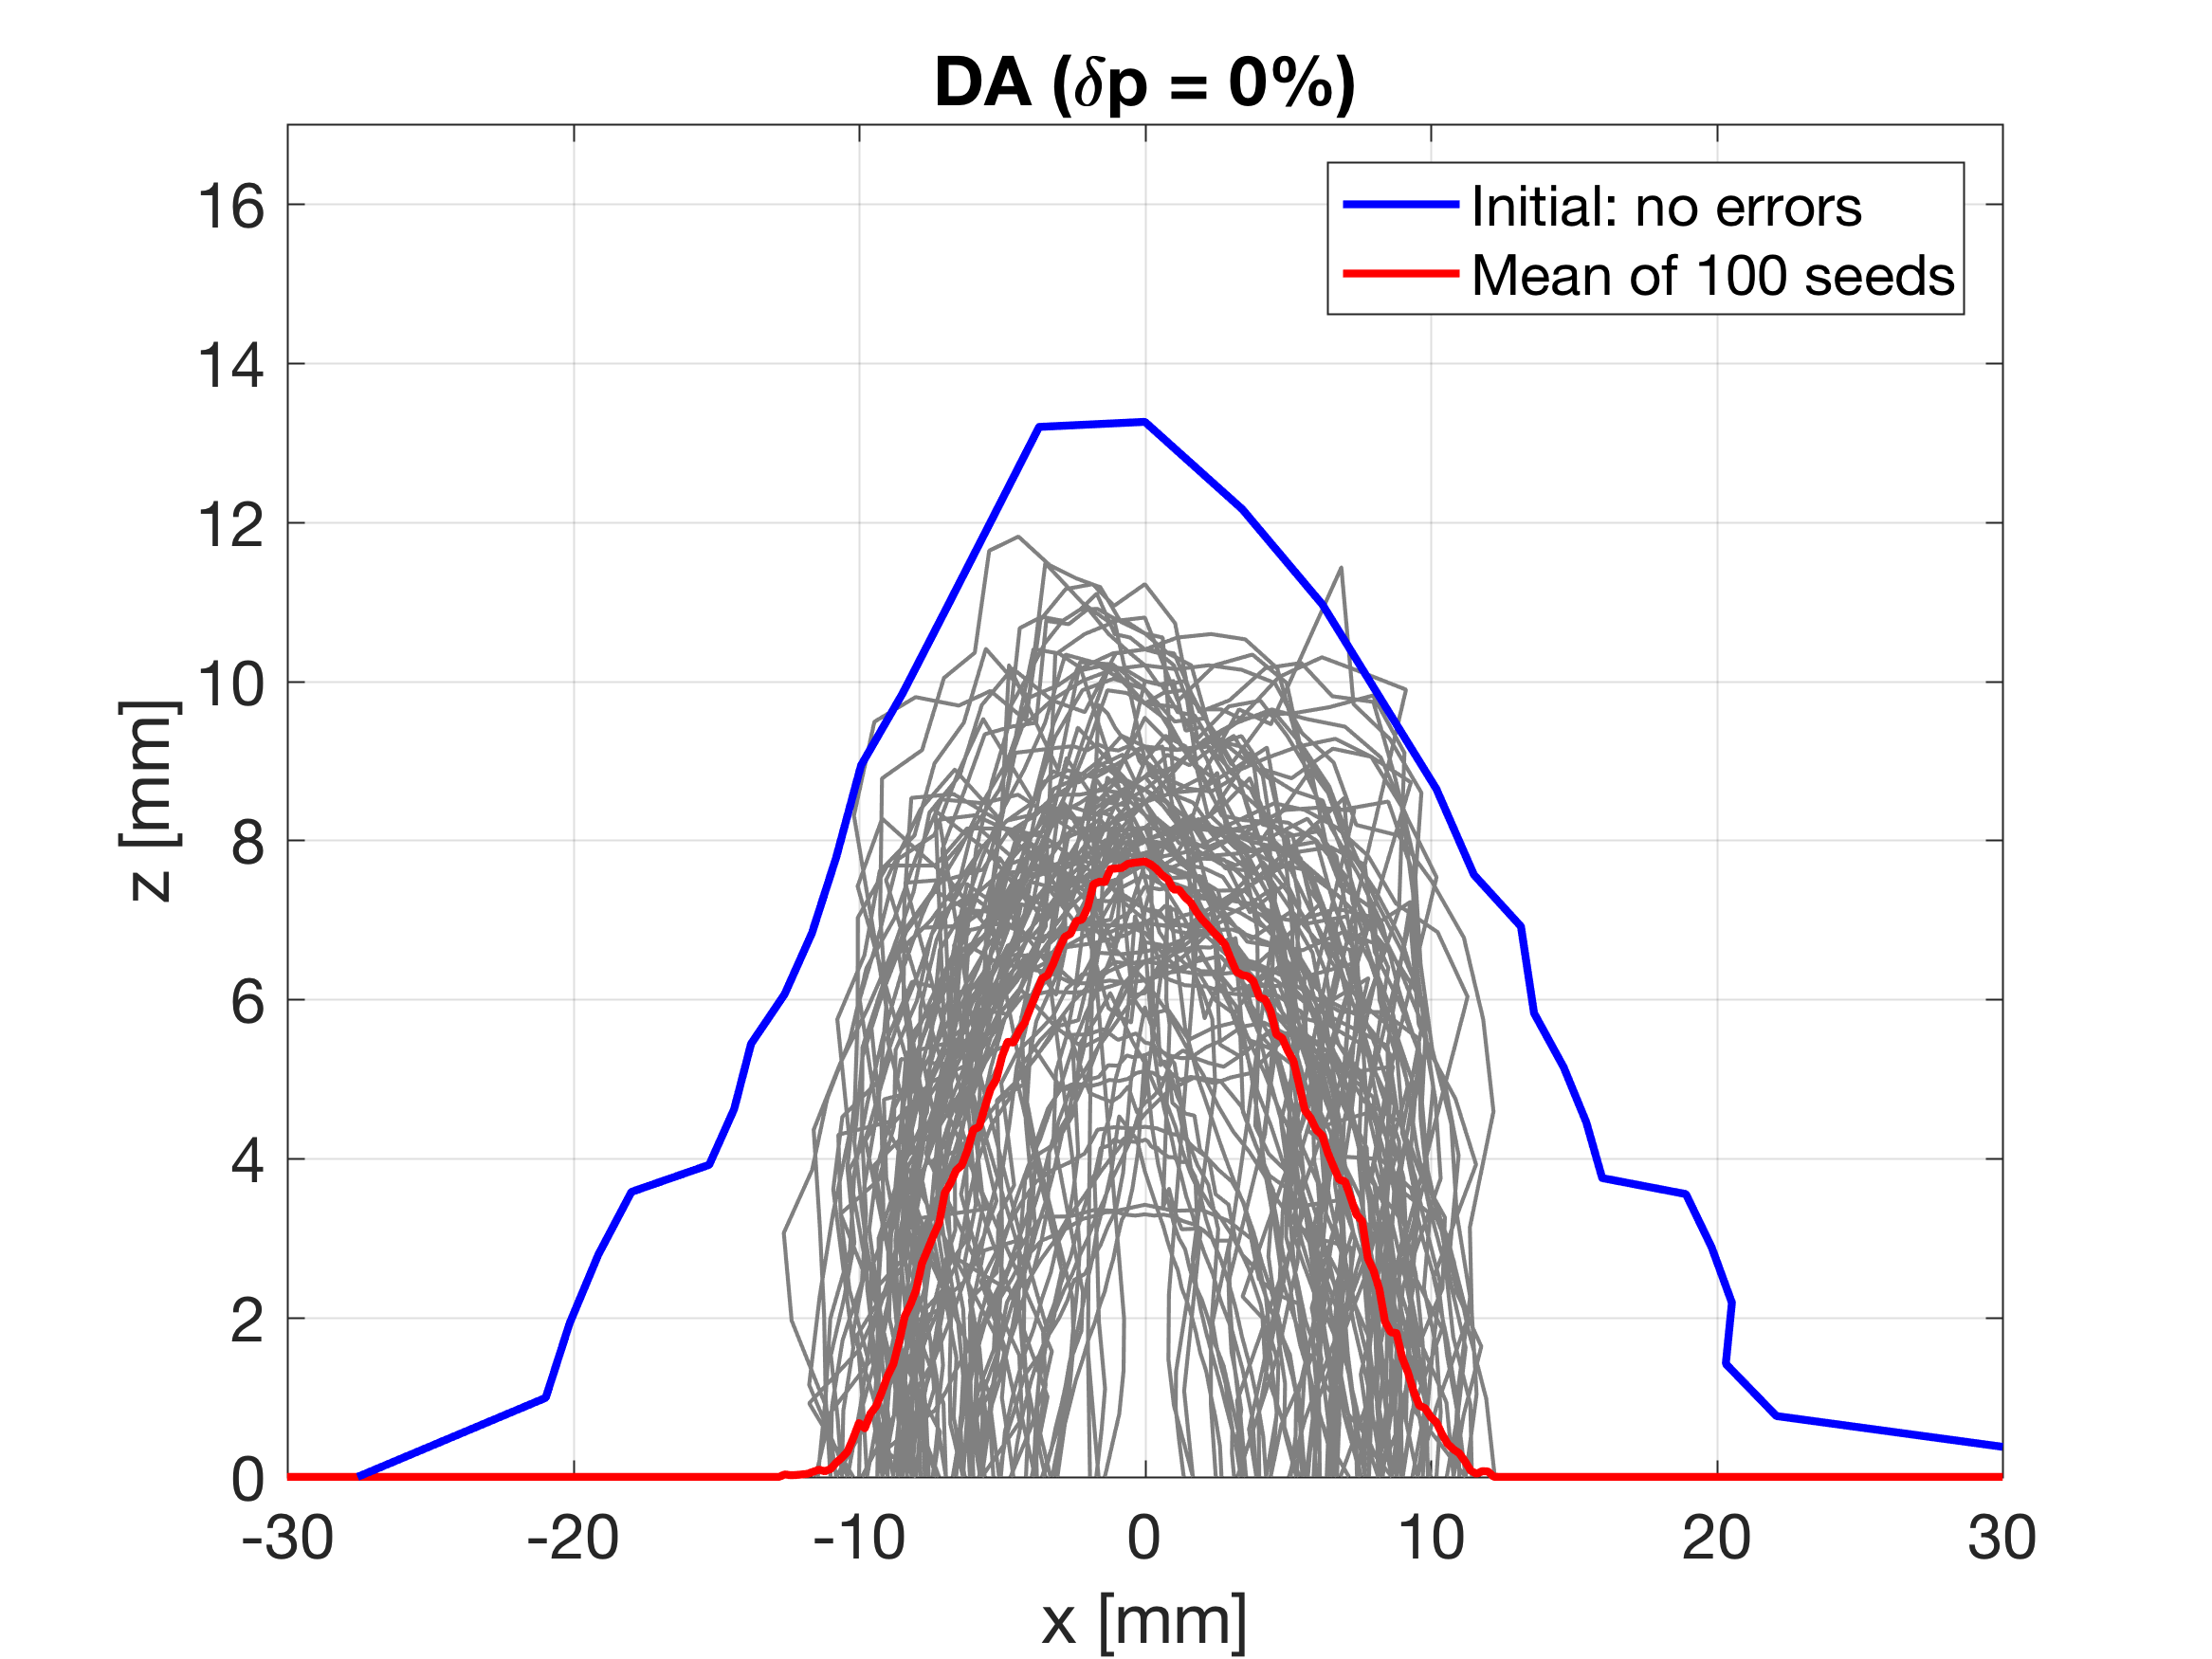 DA (δp = 0%)
Initial: no errors
Mean of 100 seeds
16
14
12
10
8
6
4
2
0
z [mm]
-30 -20 -10 0 10 20 30
x [mm]